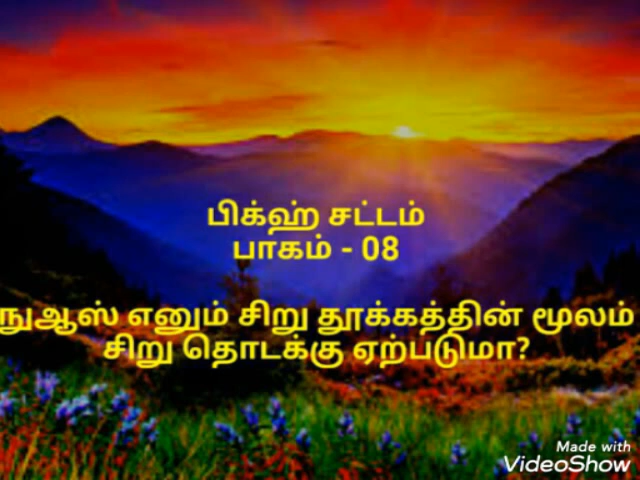 பிக்ஹ் சட்டம்
பாகம் - 08
நுஆஸ் எனும் சிறு தூக்கத்தின் மூலம்
சிறு தொடக்கு ஏற்படுமா?
Made with
VideoShow